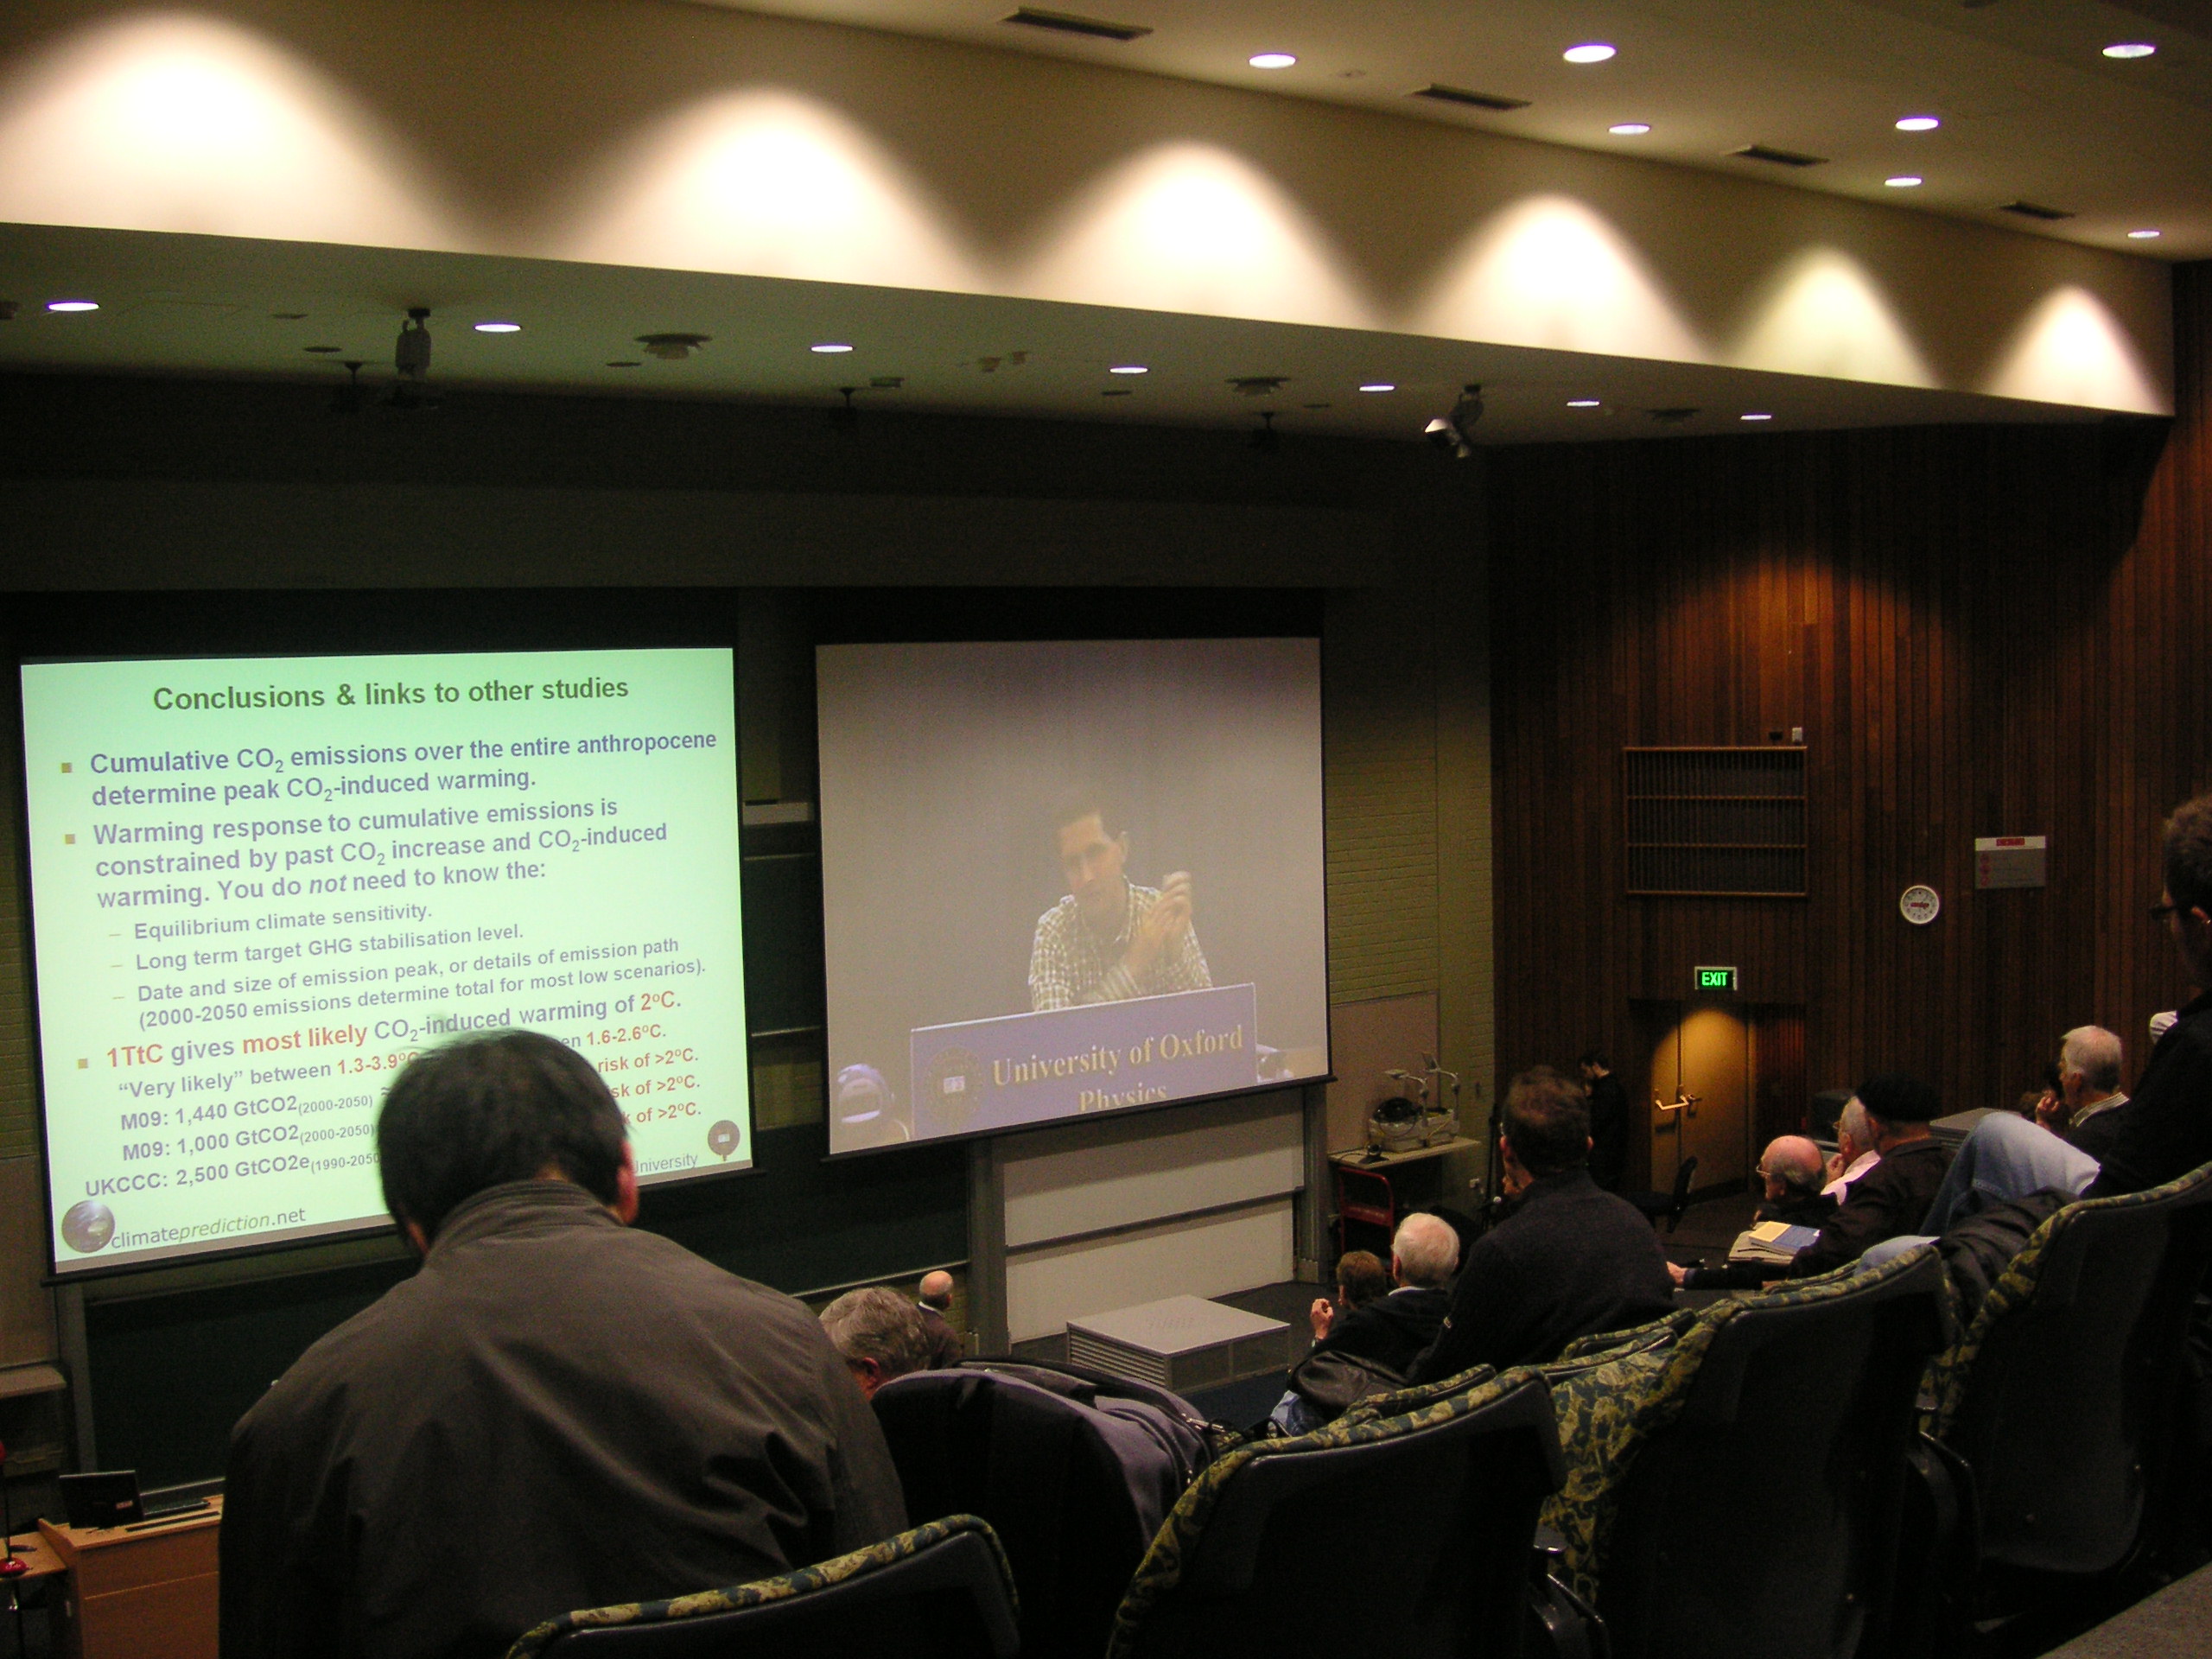 Conclusions & links to other studies
Cumulative CO₂ emissions over the entire anthropocene
determine peak CO₂-induced warming.
Warming response to cumulative emissions is
constrained by past CO₂ increase and CO₂-induced
warming. You do not need to know the:
– Equilibrium climate sensitivity.
– Long term target GHG stabilisation level.
– Date and size of emission peak, or details of emission path
(2000-2050 emissions determine total for most low scenarios).
1TtC gives most likely CO₂-induced warming of 2°C.
“Very likely” between 1.3-3.9°C 1.6-2.6°C.
M09: 1,440 GtCO2(2000-2050) ≈ risk of >2°C.
M09: 1,000 GtCO2(2000-2050) of >2°C.
UKCCC: 2,500 GtCO2e(1990-2050 of >2°C.
climateprediction.net
University
University of Oxford
Physics
EXIT